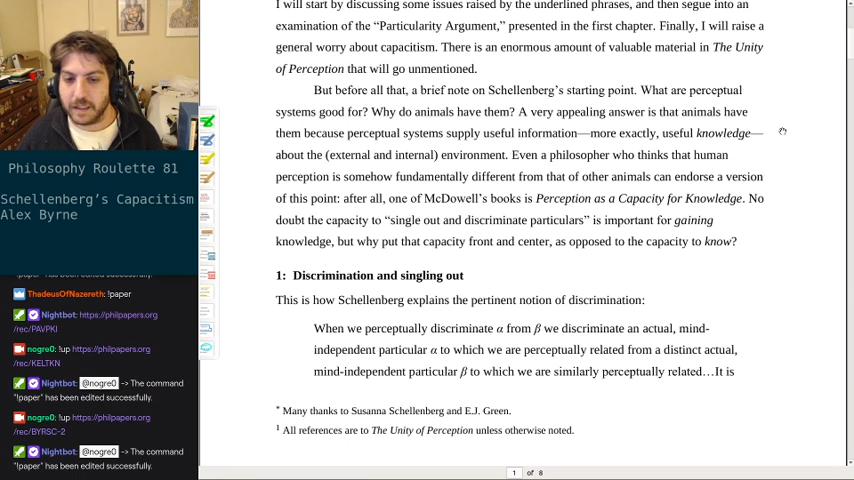 I will start by discussing some issues raised by the underlined phrases, and then segue into an
examination of the “Particularity Argument,” presented in the first chapter. Finally, I will raise a
general worry about capacitism. There is an enormous amount of valuable material in The Unity
of Perception that will go unmentioned.
But before all that, a brief note on Schellenberg’s starting point. What are perceptual
systems good for? Why do animals have them? A very appealing answer is that animals have
them because perceptual systems supply useful information—more exactly, useful knowledge—
about the (external and internal) environment. Even a philosopher who thinks that human
perception is somehow fundamentally different from that of other animals can endorse a version
of this point: after all, one of McDowell’s books is Perception as a Capacity for Knowledge. No
doubt the capacity to “single out and discriminate particulars” is important for gaining
knowledge, but why put that capacity front and center, as opposed to the capacity to know?
1: Discrimination and singling out
This is how Schellenberg explains the pertinent notion of discrimination:
When we perceptually discriminate α from β we discriminate an actual, mind-
independent particular α to which we are perceptually related from a distinct actual,
mind-independent particular β to which we are similarly perceptually related…It is
* Many thanks to Susanna Schellenberg and E.J. Green.
1 All references are to The Unity of Perception unless otherwise noted.
1 of 8
Philosophy Roulette 81
Schellenberg’s Capacitism
Alex Byrne
"!paper" has been edited successfully.
ThadeusOfNazereth: !paper
Nightbot: https://philpapers.org
/rec/PAVPKI
nogre0: !up https://philpapers.org
/rec/KELTKN
Nightbot: @nogre0 -> The command
"!paper" has been edited successfully.
nogre0: !up https://philpapers.org
/rec/BYRSC-2
Nightbot: @nogre0 -> The command
"!paper" has been edited successfully.